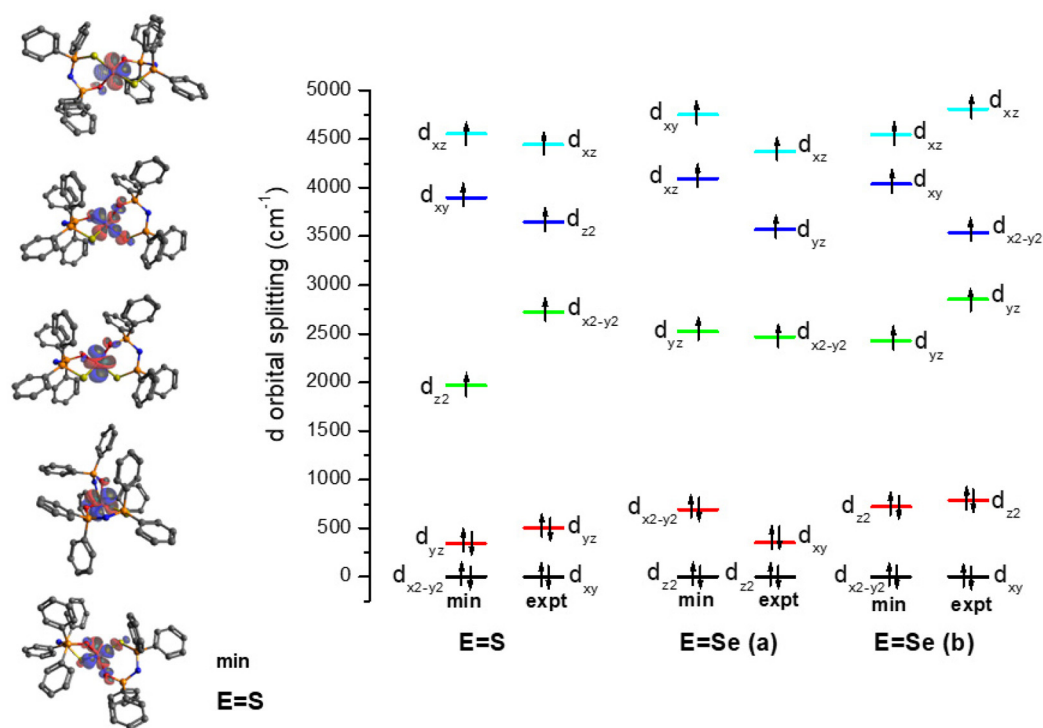 min
E=S
d orbital splitting (cm-1)
5000
4500
4000
3500
3000
2500
2000
1500
1000
500
0
dxz
dxy
dz2
dyz
dx2-y2
min
dxz
dz2
dx2-y2
dyz
dxy
expt
E=S
dxy
dxz
dyz
dx2-y2
dz2
min
dxz
dyz
dx2-y2
dxy
dz2
expt
E=Se (a)
dxz
dxy
dyz
dz2
dx2-y2
min
dxz
dx2-y2
dyz
dz2
dxy
expt
E=Se (b)